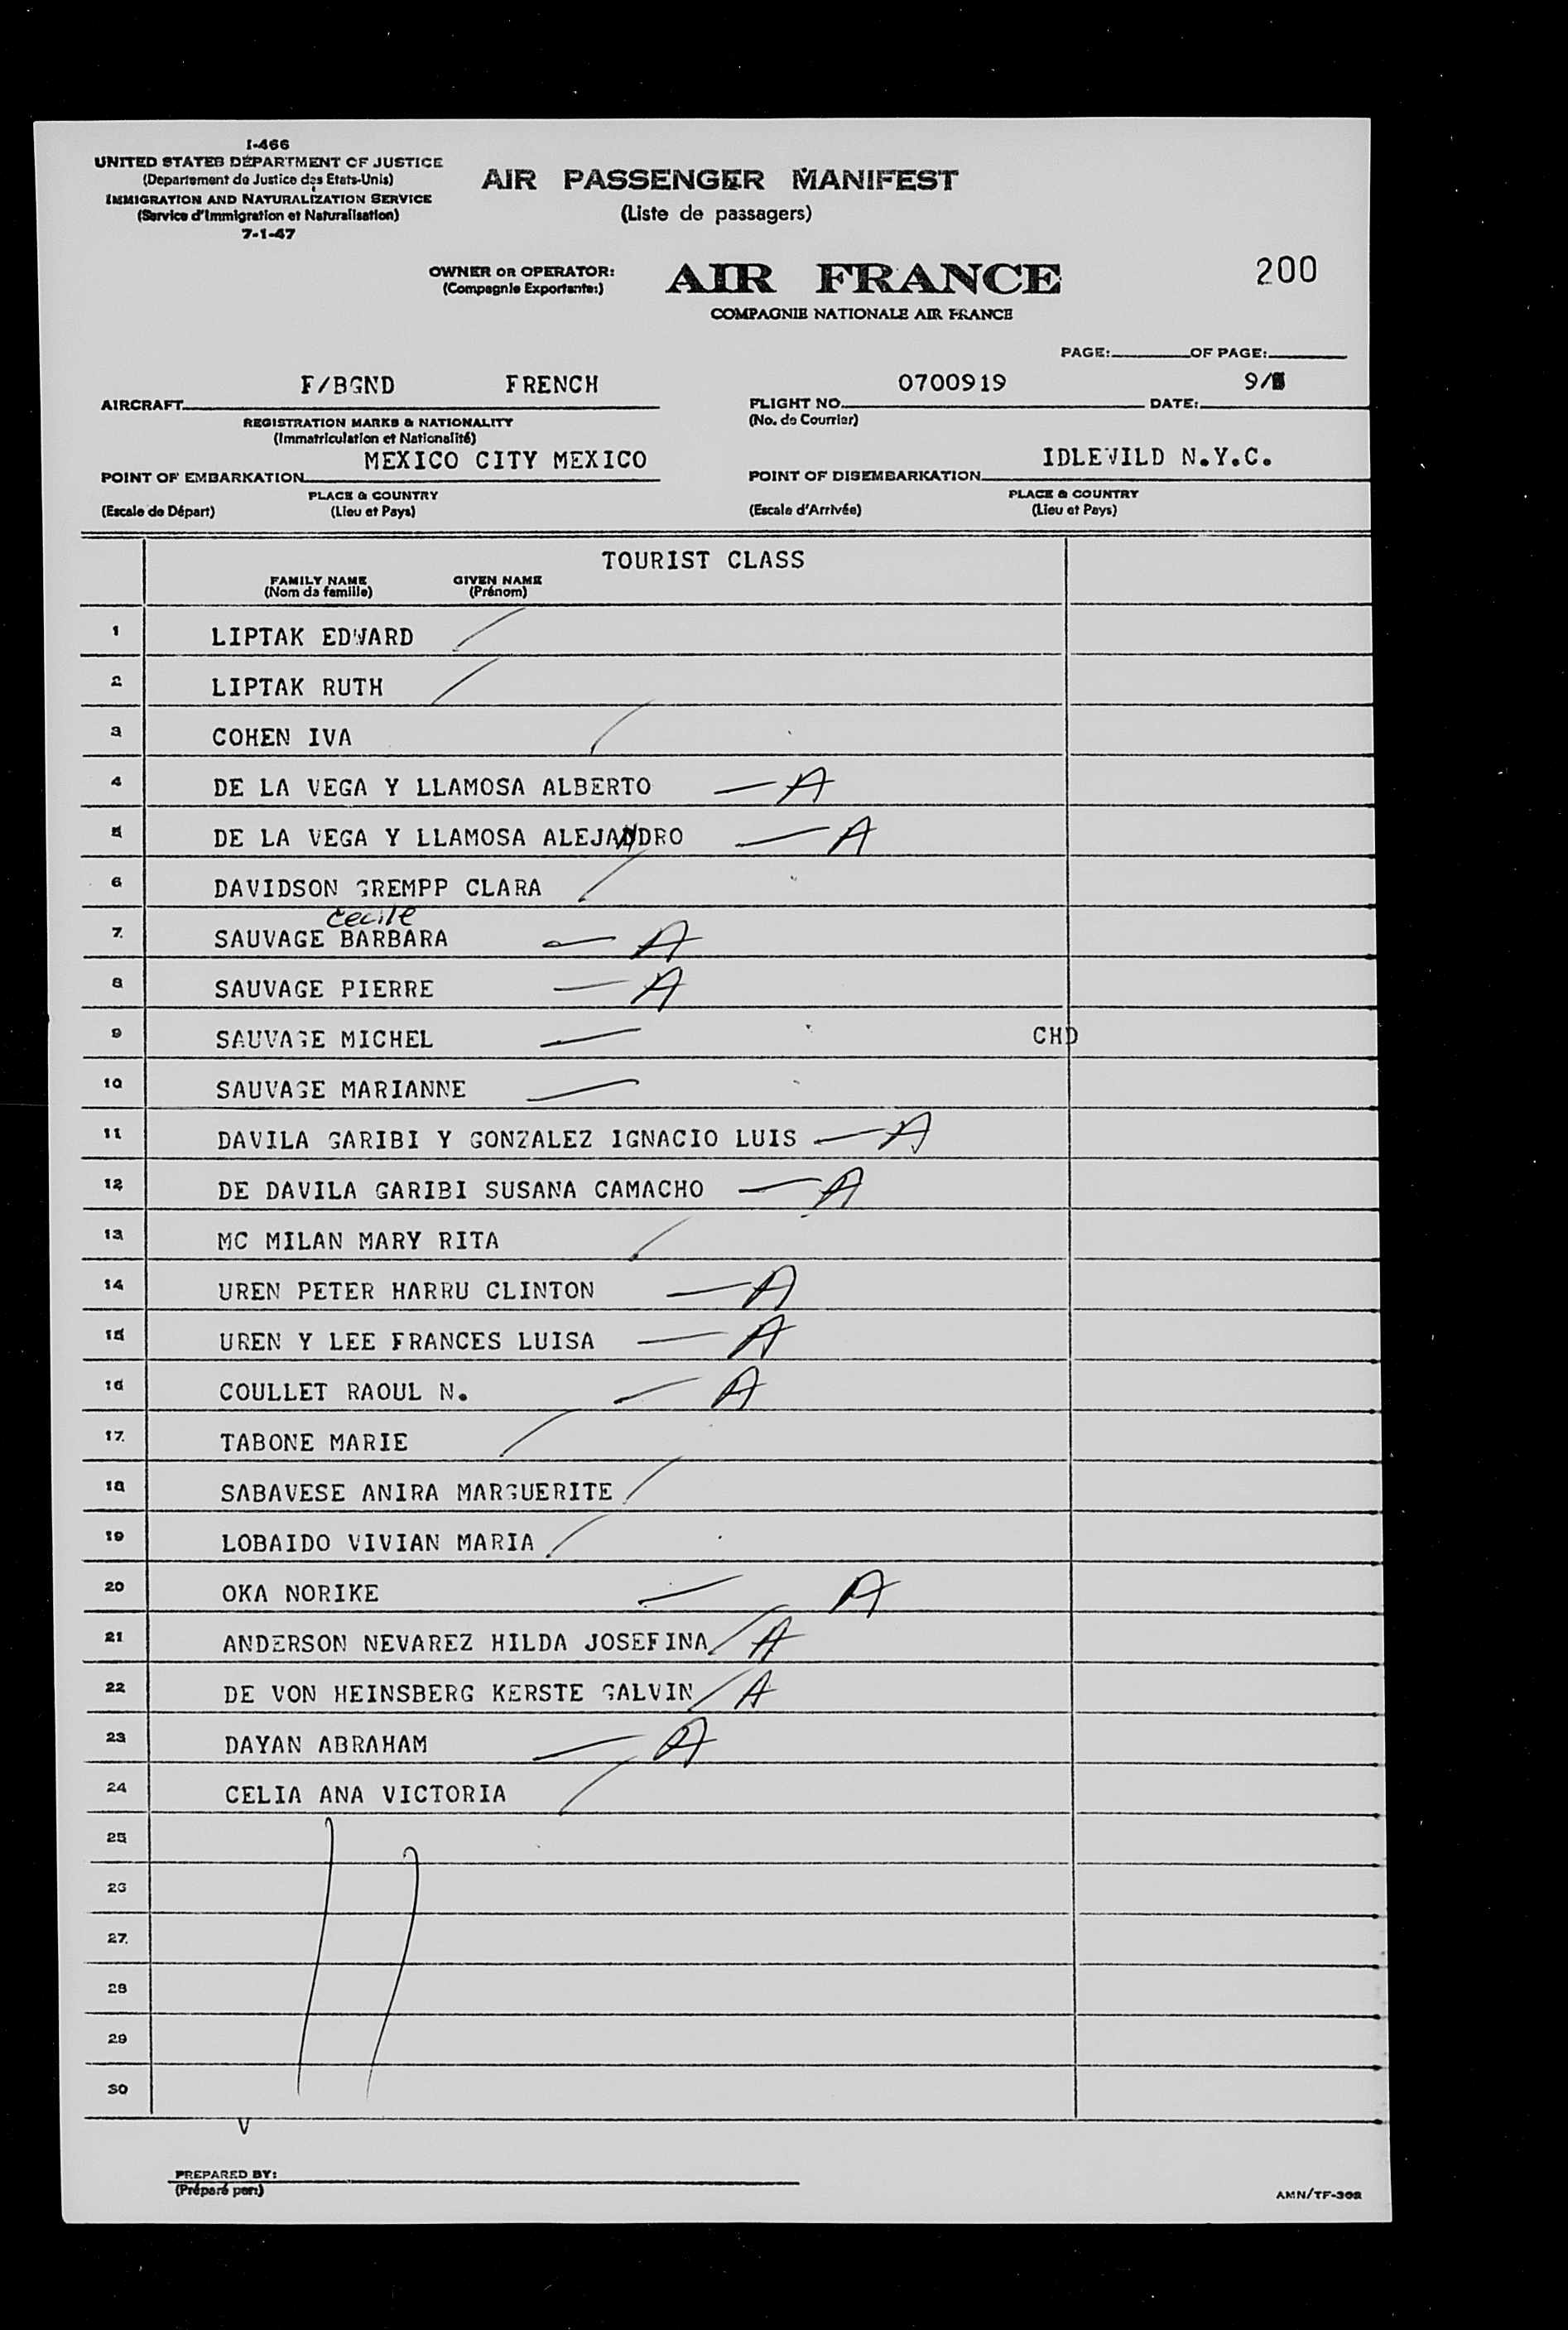 I-466
UNITED STATES DEPARTMENT OF JUSTICE
(Departement de Justice des Etats-Unis)
IMMIGRATION AND NATURALIZATION SERVICE
(Service d'Immigration et Naturalisation)
7-1-47
AIR PASSENGER MANIFEST
(Liste de passagers)
OWNER OR OPERATOR:
(Compagnie Exportante:)
AIR FRANCE
COMPAGNIE NATIONALE AIR FRANCE
200
PAGE: OF PAGE:
AIRCRAFT F/BGND FRENCH
REGISTRATION MARKS & NATIONALITY
(Immatriculation et Nationalité)
FLIGHT NO. 0700919 DATE: 9/
(No. de Courrier)
POINT OF EMBARKATION MEXICO CITY MEXICO
PLACE & COUNTRY
(Escale de Départ) (Lieu et Pays)
POINT OF DISEMBARKATION IDLEWILD N.Y.C.
PLACE & COUNTRY
(Escale d'Arrivée) (Lieu et Pays)
TOURIST CLASS
FAMILY NAME GIVEN NAME
(Nom de famille) (Prénom)
1 LIPTAK EDWARD
2 LIPTAK RUTH
3 COHEN IVA
4 DE LA VEGA Y LLAMOSA ALBERTO — A
5 DE LA VEGA Y LLAMOSA ALEJANDRO — A
6 DAVIDSON GREMPP CLARA
cecile
7 SAUVAGE BARBARA — A
8 SAUVAGE PIERRE — A
9 SAUVAGE MICHEL — CHD
10 SAUVAGE MARIANNE —
11 DAVILA GARIBI Y GONZALEZ IGNACIO LUIS — A
12 DE DAVILA GARIBI SUSANA CAMACHO — A
13 MC MILAN MARY RITA
14 UREN PETER HARRU CLINTON — A
15 UREN Y LEE FRANCES LUISA — A
16 COULLET RAOUL N. — A
17 TABONE MARIE
18 SABAVESE ANIRA MARGUERITE
19 LOBAIDO VIVIAN MARIA
20 OKA NORIKE — A
21 ANDERSON NEVAREZ HILDA JOSEFINA A
22 DE VON HEINSBERG KERSTE GALVIN A
23 DAYAN ABRAHAM — A
24 CELIA ANA VICTORIA
25
26
27
28
29
30
V
PREPARED BY:
(Préparé par:)
AMN/TF-302